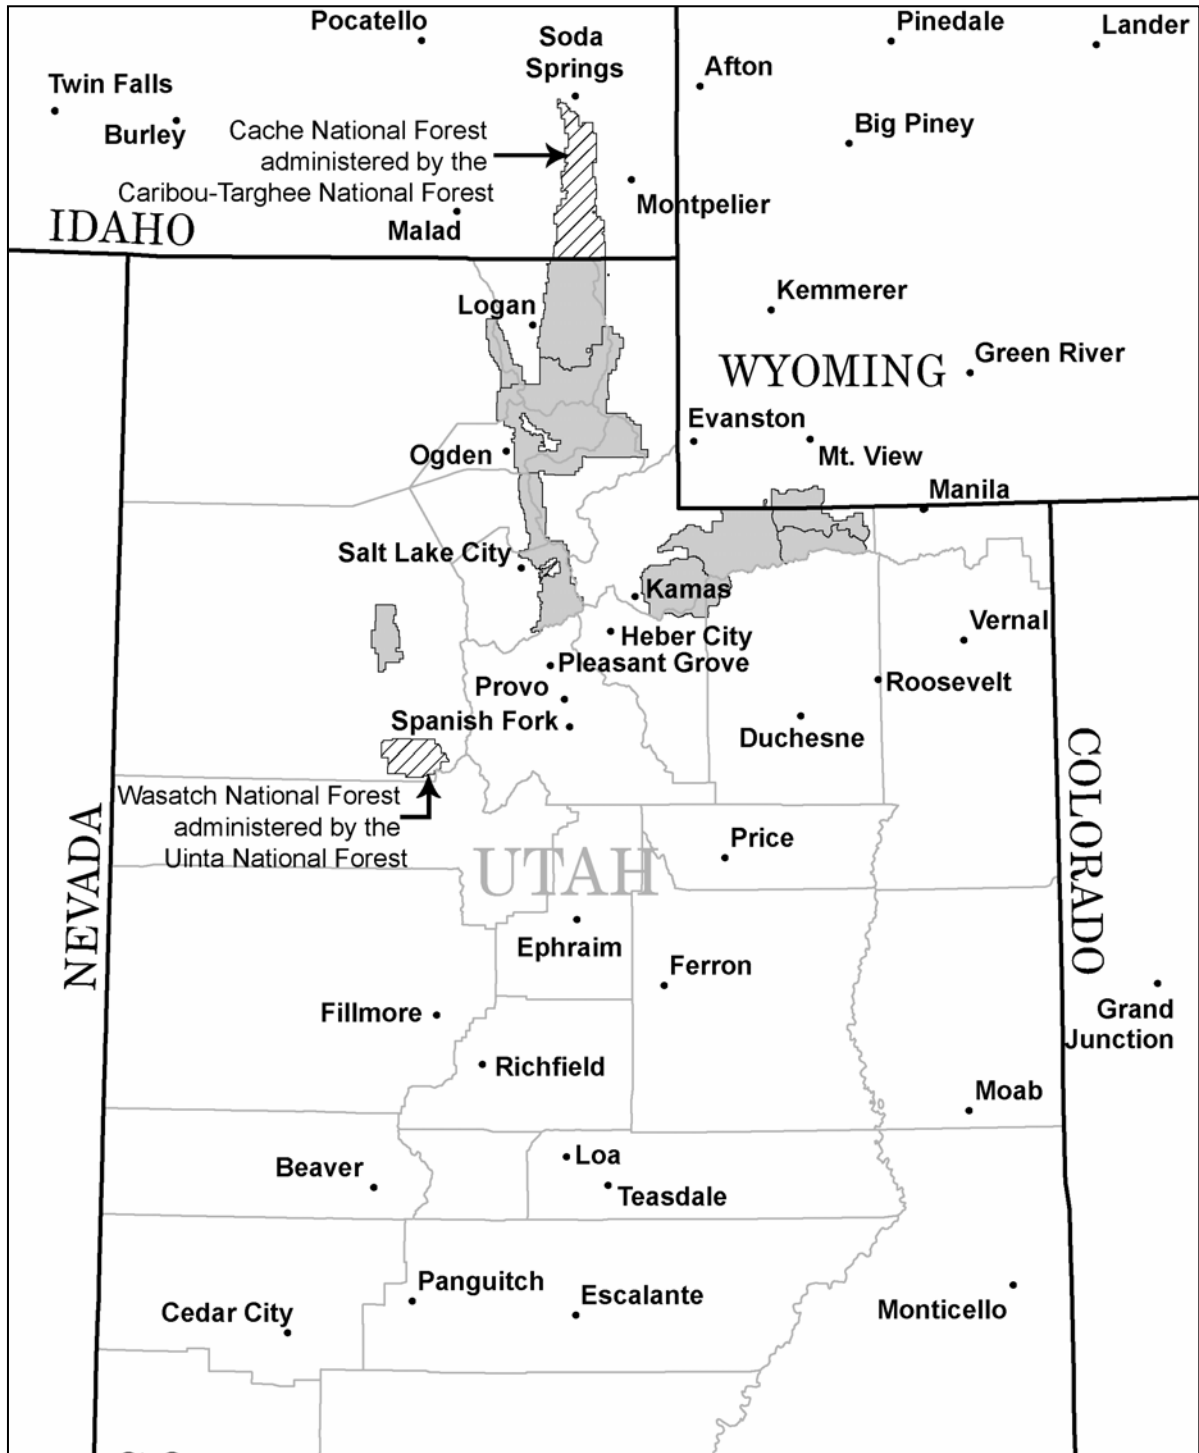 Pocatello
Soda
Springs
Pinedale
Lander
Afton
Twin Falls
Burley
Big Piney
Cache National Forest
administered by the
Caribou-Targhee National Forest
Montpelier
IDAHO
Malad
Kemmerer
Logan
WYOMING
Green River
Evanston
Mt. View
Ogden
Manila
Salt Lake City
Kamas
Vernal
Heber City
Pleasant Grove
Provo
Roosevelt
Spanish Fork
Duchesne
COLORADO
Wasatch National Forest
administered by the
Uinta National Forest
NEVADA
Price
UTAH
Ephraim
Ferron
Fillmore
Grand
Junction
Richfield
Moab
Loa
Beaver
Teasdale
Panguitch
Escalante
Cedar City
Monticello